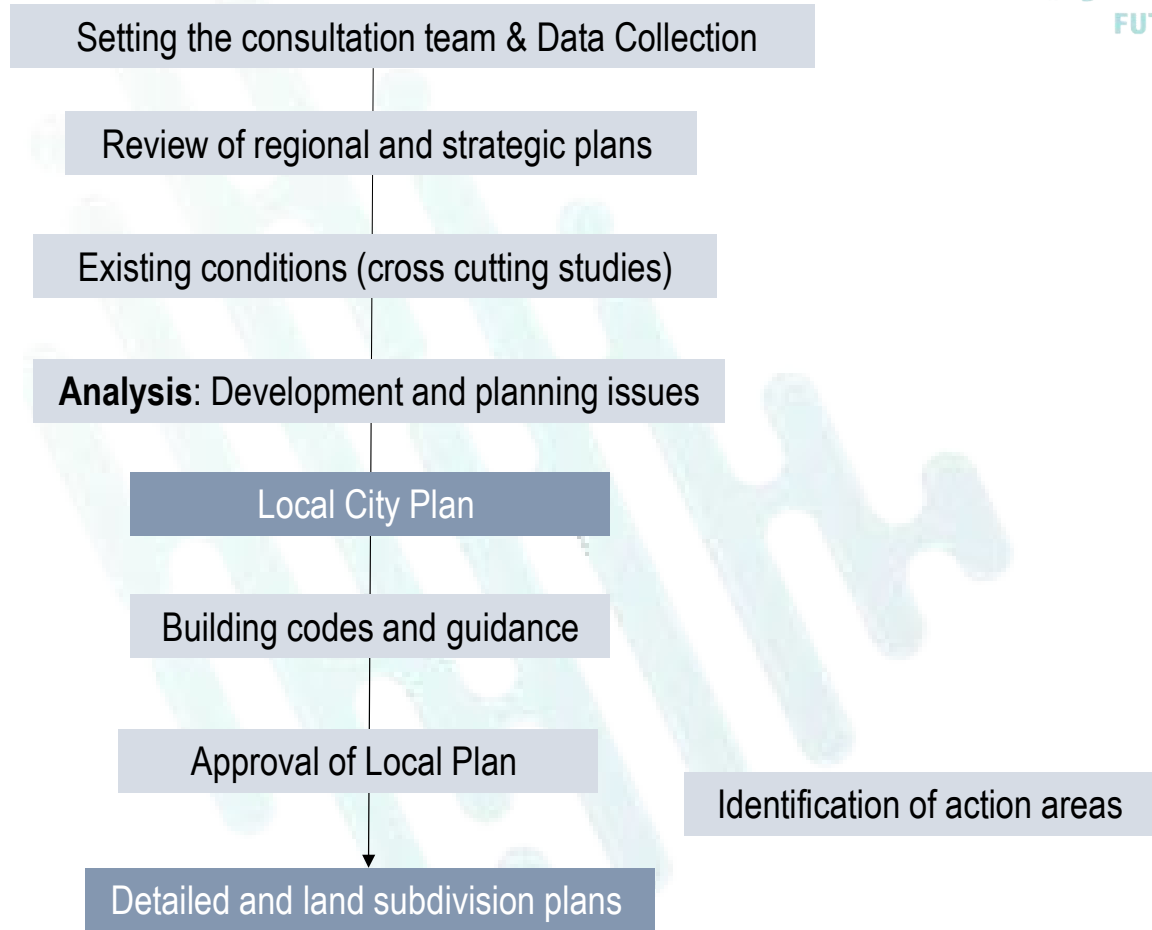 Setting the consultation team & Data Collection
Review of regional and strategic plans
Existing conditions (cross cutting studies)
Analysis: Development and planning issues
Local City Plan
Building codes and guidance
Approval of Local Plan
Identification of action areas
Detailed and land subdivision plans